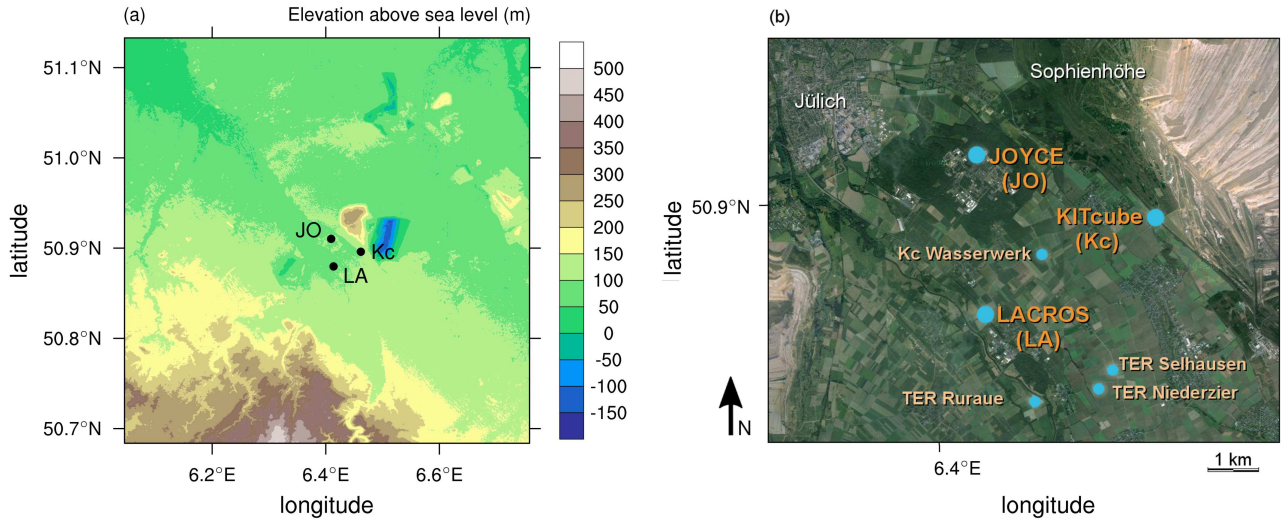 (a)
Elevation above sea level (m)
51.1°N
51.0°N
50.9°N
50.8°N
50.7°N
latitude
6.2°E
6.4°E
6.6°E
longitude
JO
Kc
LA
500
450
400
350
300
250
200
150
100
50
0
-50
-100
-150
(b)
Sophienhöhe
Jülich
JOYCE
(JO)
KITcube
(Kc)
Kc Wasserwerk
LACROS
(LA)
TER Selhausen
TER Niederzier
TER Ruraue
50.9°N
latitude
N
6.4°E
1 km
longitude